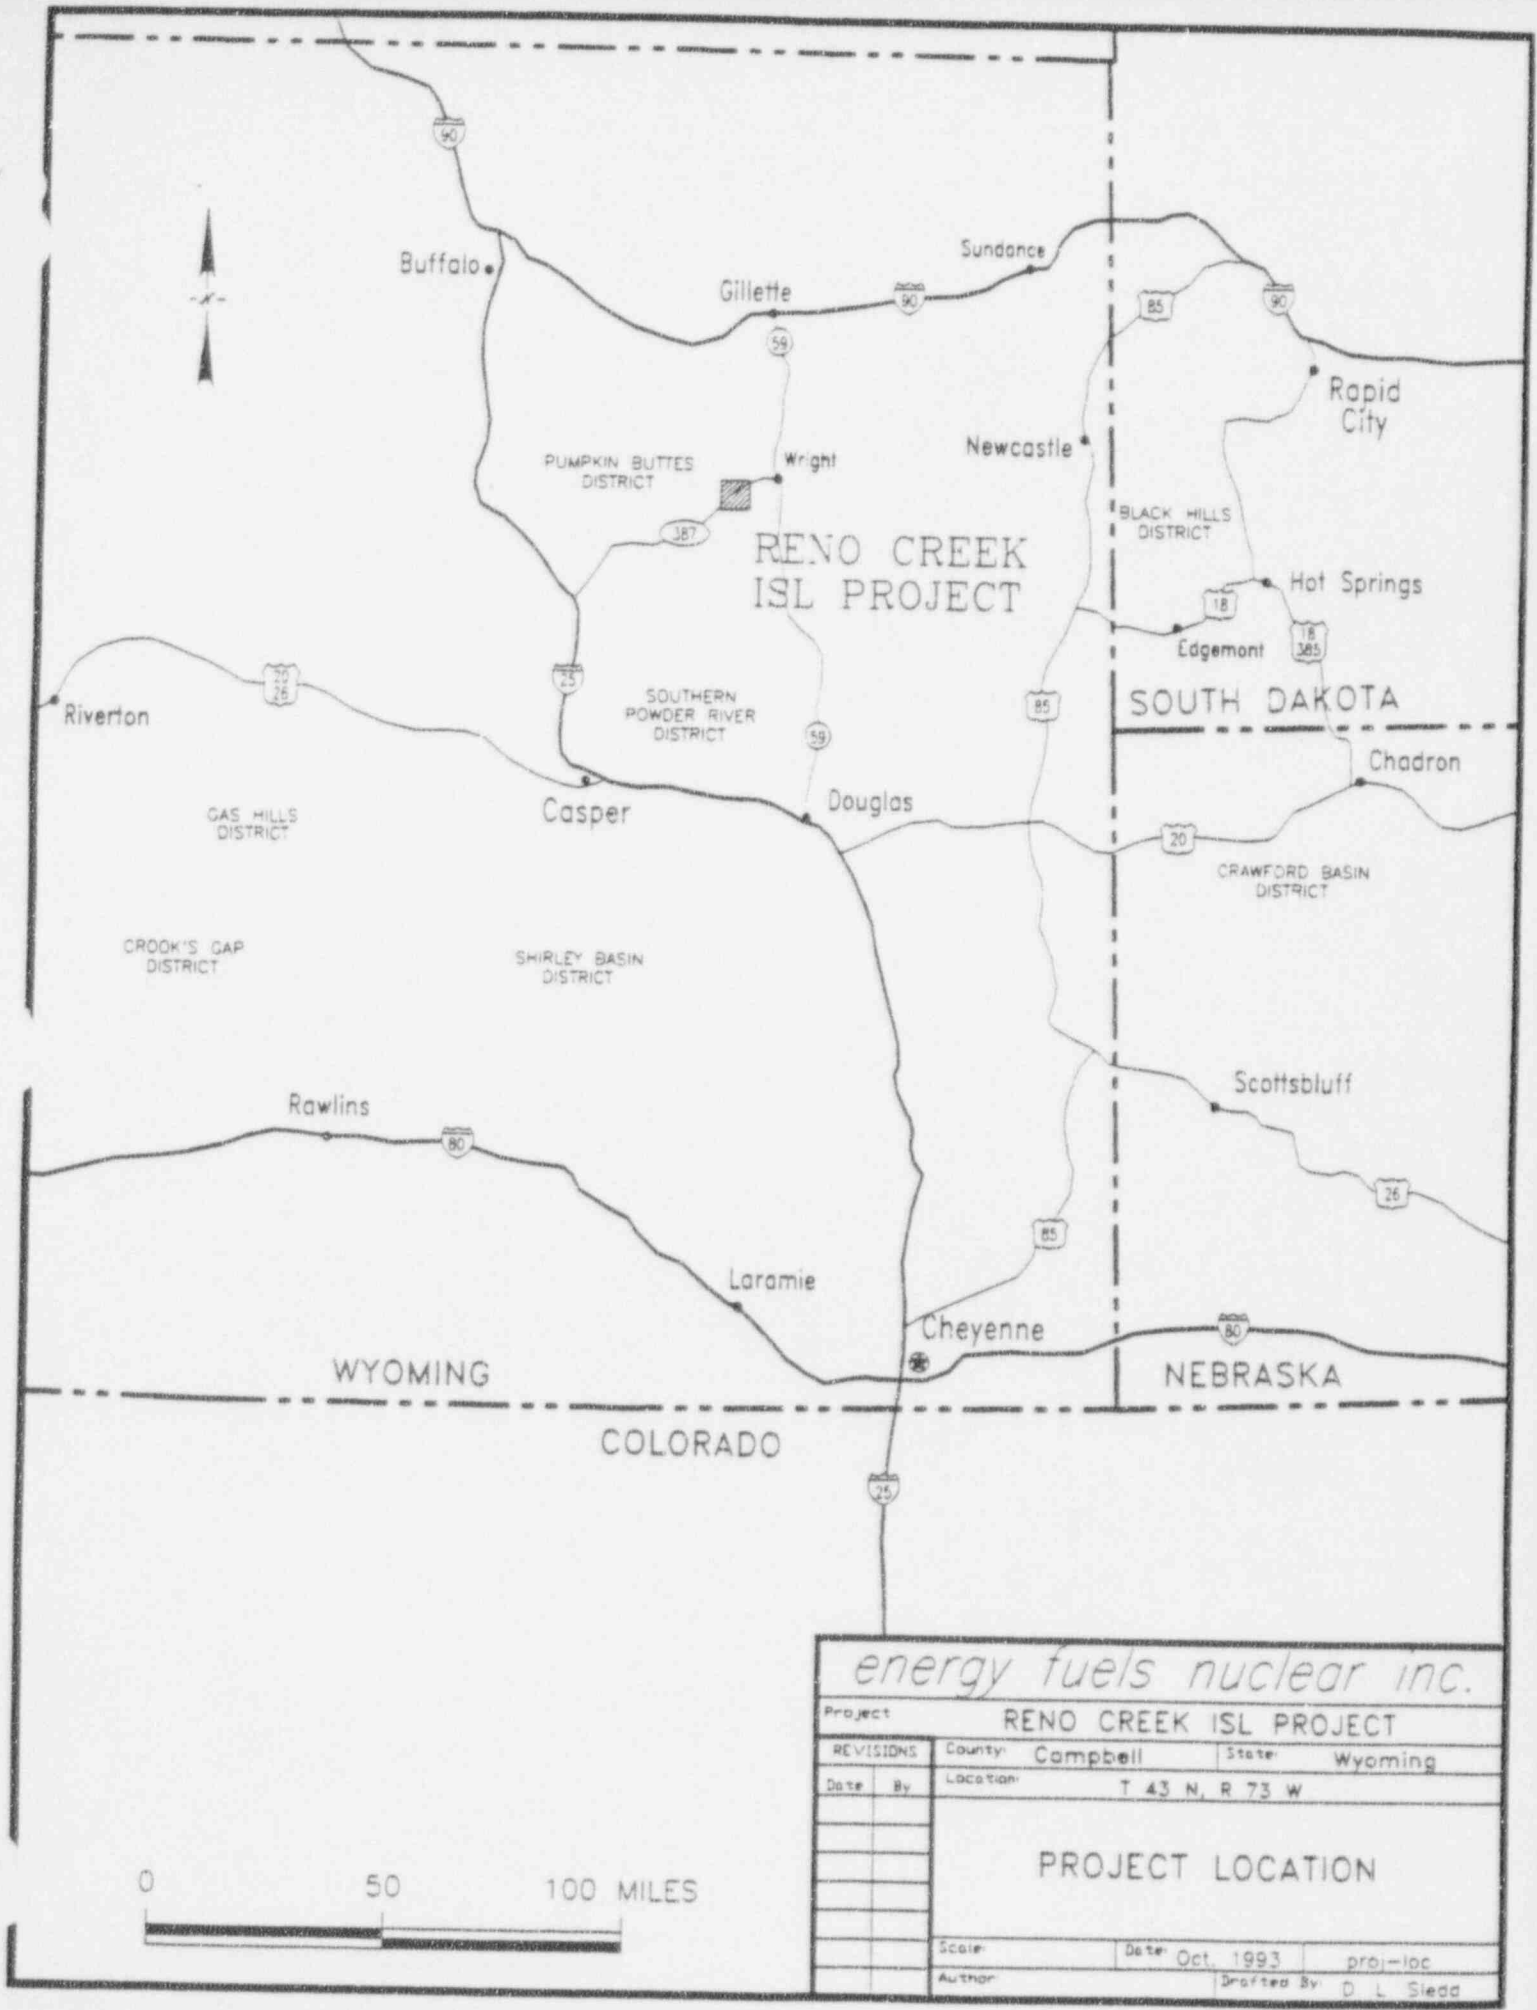 90
Buffalo
Sundance
Gillette
90
85
90
-N-
59
Rapid
City
Newcastle
Wright
PUMPKIN BUTTES
DISTRICT
387
BLACK HILLS
DISTRICT
RENO CREEK
ISL PROJECT
Hot Springs
18
Edgemont
18
385
20
26
25
Riverton
SOUTHERN
POWDER RIVER
DISTRICT
85
SOUTH DAKOTA
59
Chadron
Casper
Douglas
GAS HILLS
DISTRICT
20
CRAWFORD BASIN
DISTRICT
CROOK'S GAP
DISTRICT
SHIRLEY BASIN
DISTRICT
Scottsbluff
Rawlins
80
26
85
Laramie
Cheyenne
80
WYOMING
NEBRASKA
COLORADO
25
energy fuels nuclear inc.
Project
RENO CREEK ISL PROJECT
REVISIONS
County: Campbell
State: Wyoming
Date By
Location: T 43 N, R 73 W
PROJECT LOCATION
0 50 100 MILES
Scale:
Date: Oct. 1993
proj-loc
Author
Drafted By: D L Sledd